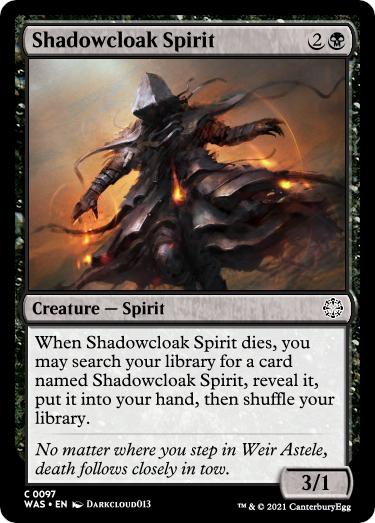 Shadowcloak Spirit 2
Creature — Spirit
When Shadowcloak Spirit dies, you
may search your library for a card
named Shadowcloak Spirit, reveal it,
put it into your hand, then shuffle your
library.
No matter where you step in Weir Astele,
death follows closely in tow.
3/1
C 0097
WAS • EN Darkcloud013
™ & © 2021 CanterburyEgg